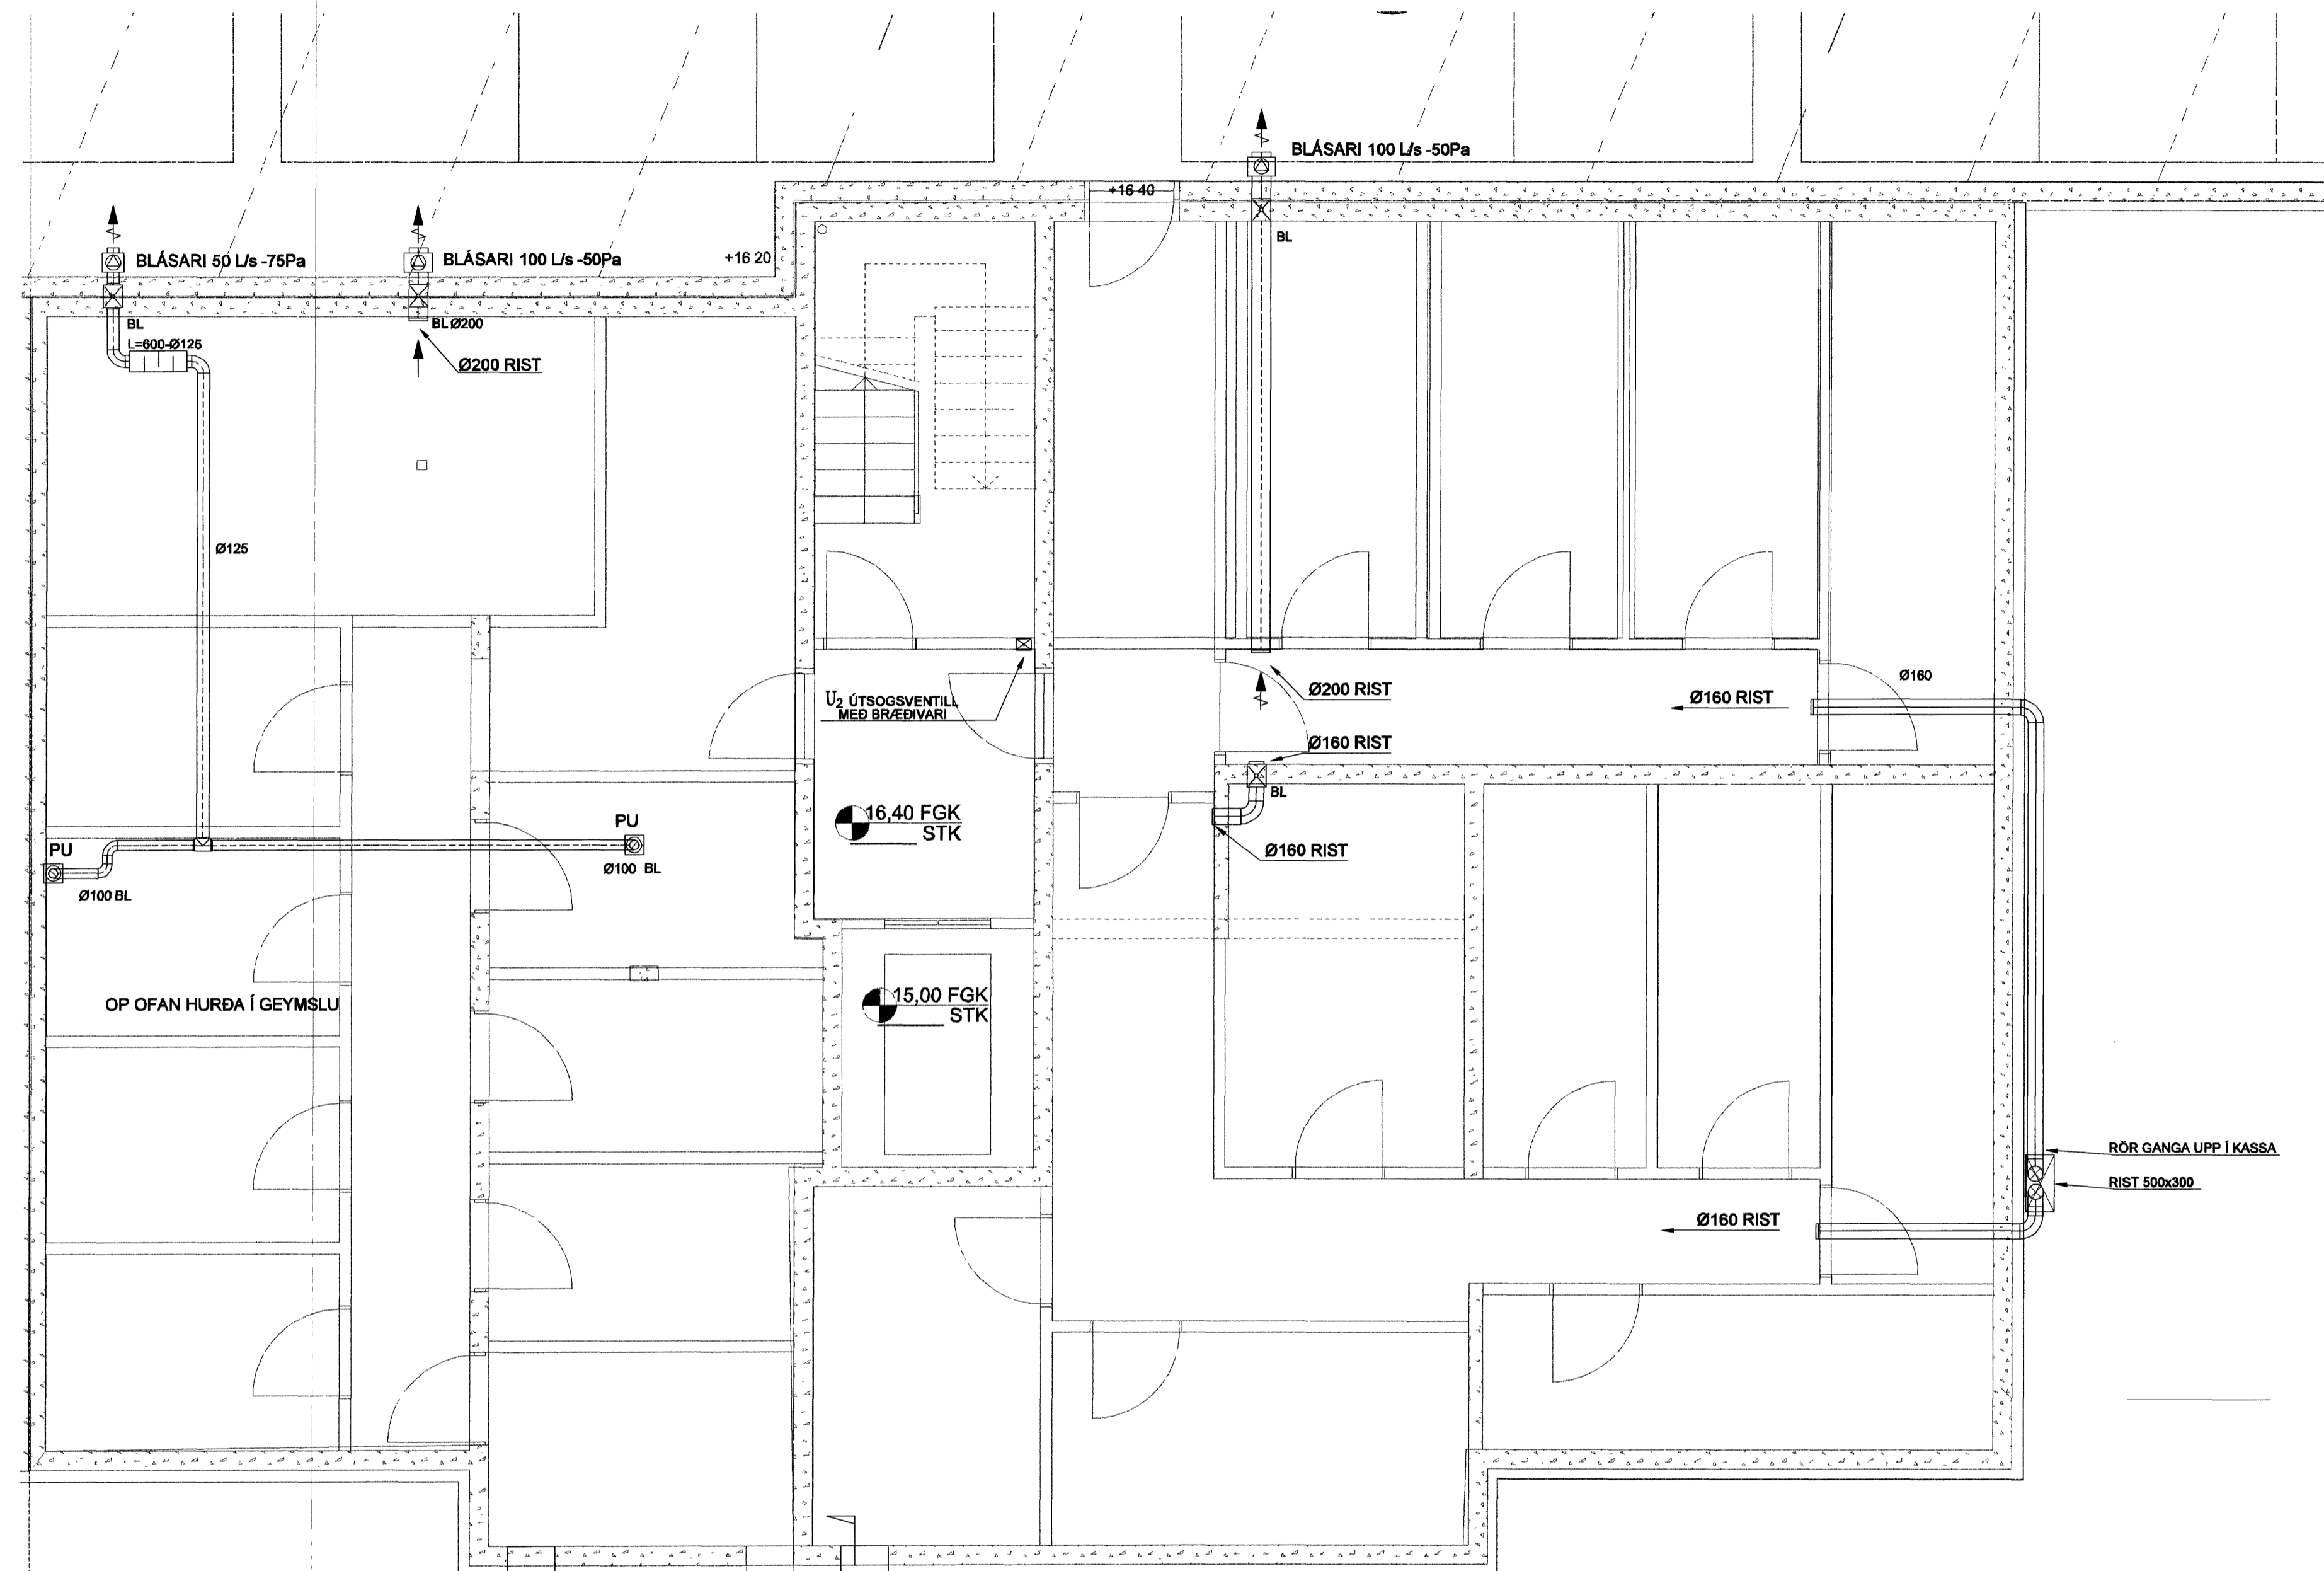 BLÁSARI 100 L/s -50Pa
+16 40
BL
BLÁSARI 50 L/s -75Pa
BLÁSARI 100 L/s -50Pa
+16 20
BL
BL Ø200
L=600-Ø125
Ø200 RIST
Ø125
Ø160
U2 ÚTSOGSVENTILL
MEÐ BRÆÐIVARI
Ø200 RIST
Ø160 RIST
Ø160 RIST
BL
PU
PU
16,40 FGK
STK
Ø160 RIST
Ø100 BL
Ø100 BL
OP OFAN HURÐA Í GEYMSLU
15,00 FGK
STK
RÖR GANGA UPP Í KASSA
RIST 500x300
Ø160 RIST